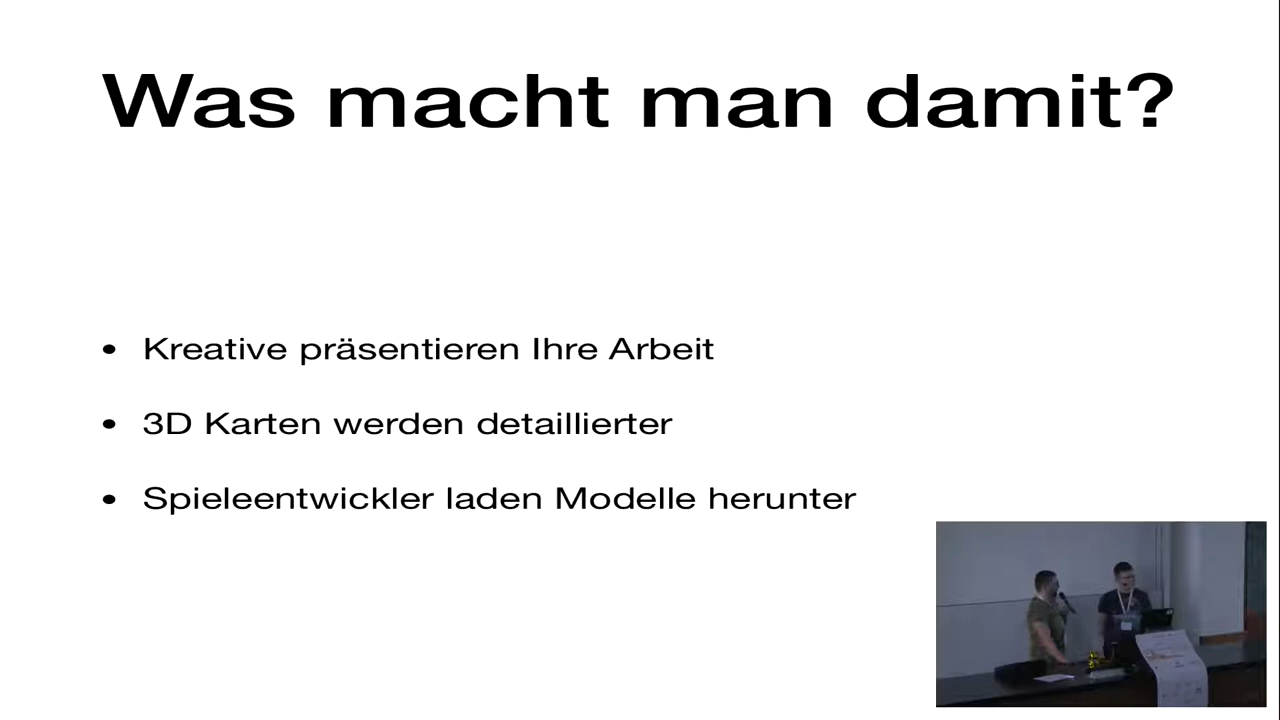 Was macht man damit?
• Kreative präsentieren Ihre Arbeit
• 3D Karten werden detaillierter
• Spieleentwickler laden Modelle herunter